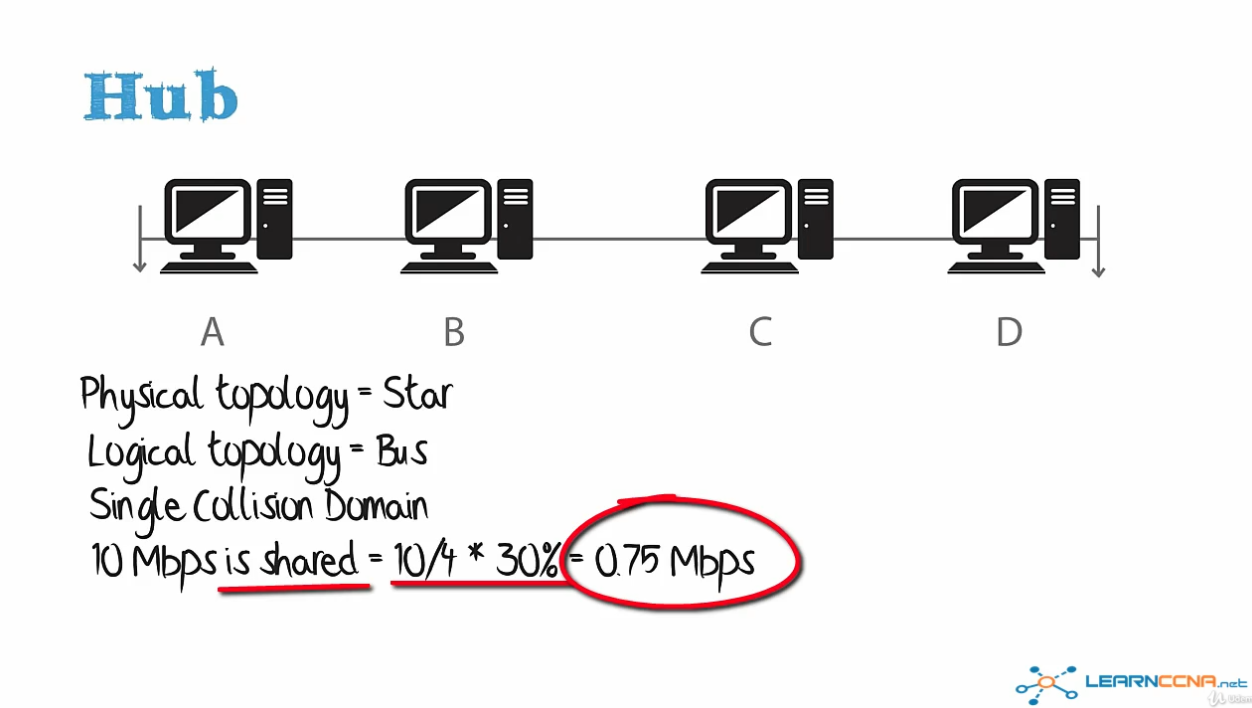 Hub
A B C D
Physical topology = Star
Logical topology = Bus
Single Collision Domain
10 Mbps is shared = 10/4 * 30% = 0.75 Mbps
LEARNCCNA.net
Udem